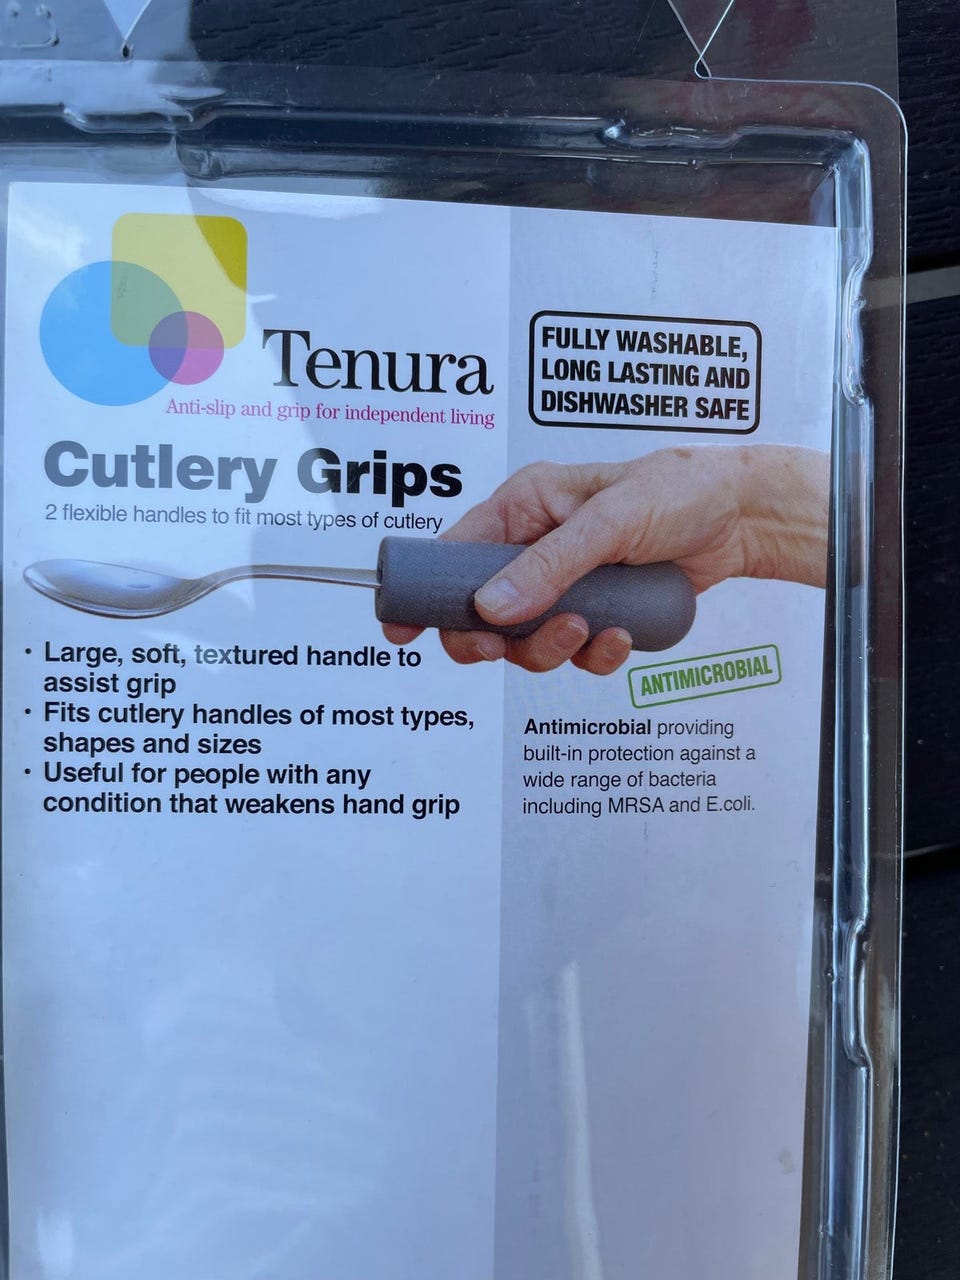 Tenura
Anti-slip and grip for independent living
Cutlery Grips
2 flexible handles to fit most types of cutlery
• Large, soft, textured handle to
assist grip
• Fits cutlery handles of most types,
shapes and sizes
• Useful for people with any
condition that weakens hand grip
FULLY WASHABLE,
LONG LASTING AND
DISHWASHER SAFE
ANTIMICROBIAL
Antimicrobial providing
built-in protection against a
wide range of bacteria
including MRSA and E.coli.